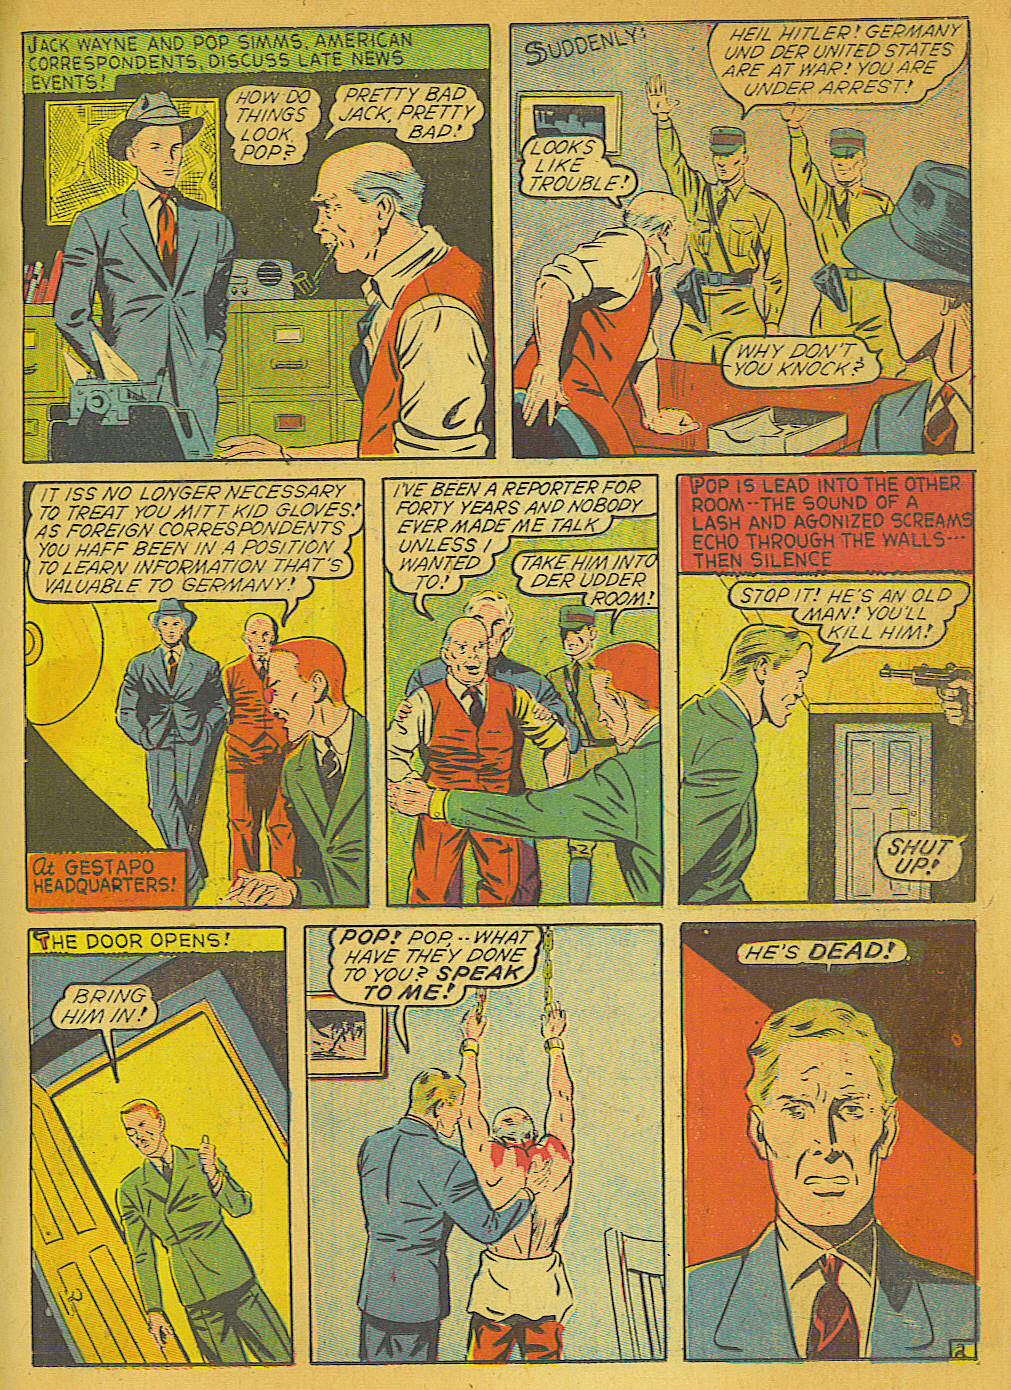 JACK WAYNE AND POP SIMMS, AMERICAN
CORRESPONDENTS, DISCUSS LATE NEWS
EVENTS!
HOW DO
THINGS
LOOK,
POP?
PRETTY BAD
JACK, PRETTY
BAD!
SUDDENLY:
HEIL HITLER! GERMANY
UND DER UNITED STATES
ARE AT WAR! YOU ARE
UNDER ARREST!
LOOKS
LIKE
TROUBLE!
WHY DON'T
YOU KNOCK?
IT ISS NO LONGER NECESSARY
TO TREAT YOU MITT KID GLOVES!
AS FOREIGN CORRESPONDENTS
YOU HAFF BEEN IN A POSITION
TO LEARN INFORMATION THAT'S
VALUABLE TO GERMANY!
At GESTAPO
HEADQUARTERS!
I'VE BEEN A REPORTER FOR
FORTY YEARS AND NOBODY
EVER MADE ME TALK
UNLESS I
WANTED
TO!
TAKE HIM INTO
DER UDDER
ROOM!
POP IS LEAD INTO THE OTHER
ROOM--THE SOUND OF A
LASH AND AGONIZED SCREAMS
ECHO THROUGH THE WALLS---
THEN SILENCE
STOP IT! HE'S AN OLD
MAN! YOU'LL
KILL HIM!
SHUT
UP!
THE DOOR OPENS!
BRING
HIM IN!
POP! POP--WHAT
HAVE THEY DONE
TO YOU? SPEAK
TO ME!
HE'S DEAD!
2